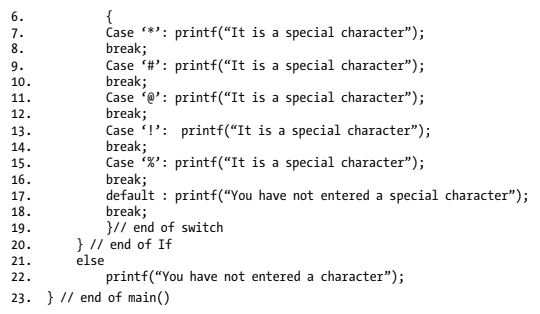 6. {
7. Case ‘*’: printf(“It is a special character”);
8. break;
9. Case ‘#’: printf(“It is a special character”);
10. break;
11. Case ‘@’: printf(“It is a special character”);
12. break;
13. Case ‘!’: printf(“It is a special character”);
14. break;
15. Case ‘%’: printf(“It is a special character”);
16. break;
17. default : printf(“You have not entered a special character”);
18. break;
19. }// end of switch
20. } // end of If
21. else
22. printf(“You have not entered a character”);
23. } // end of main()